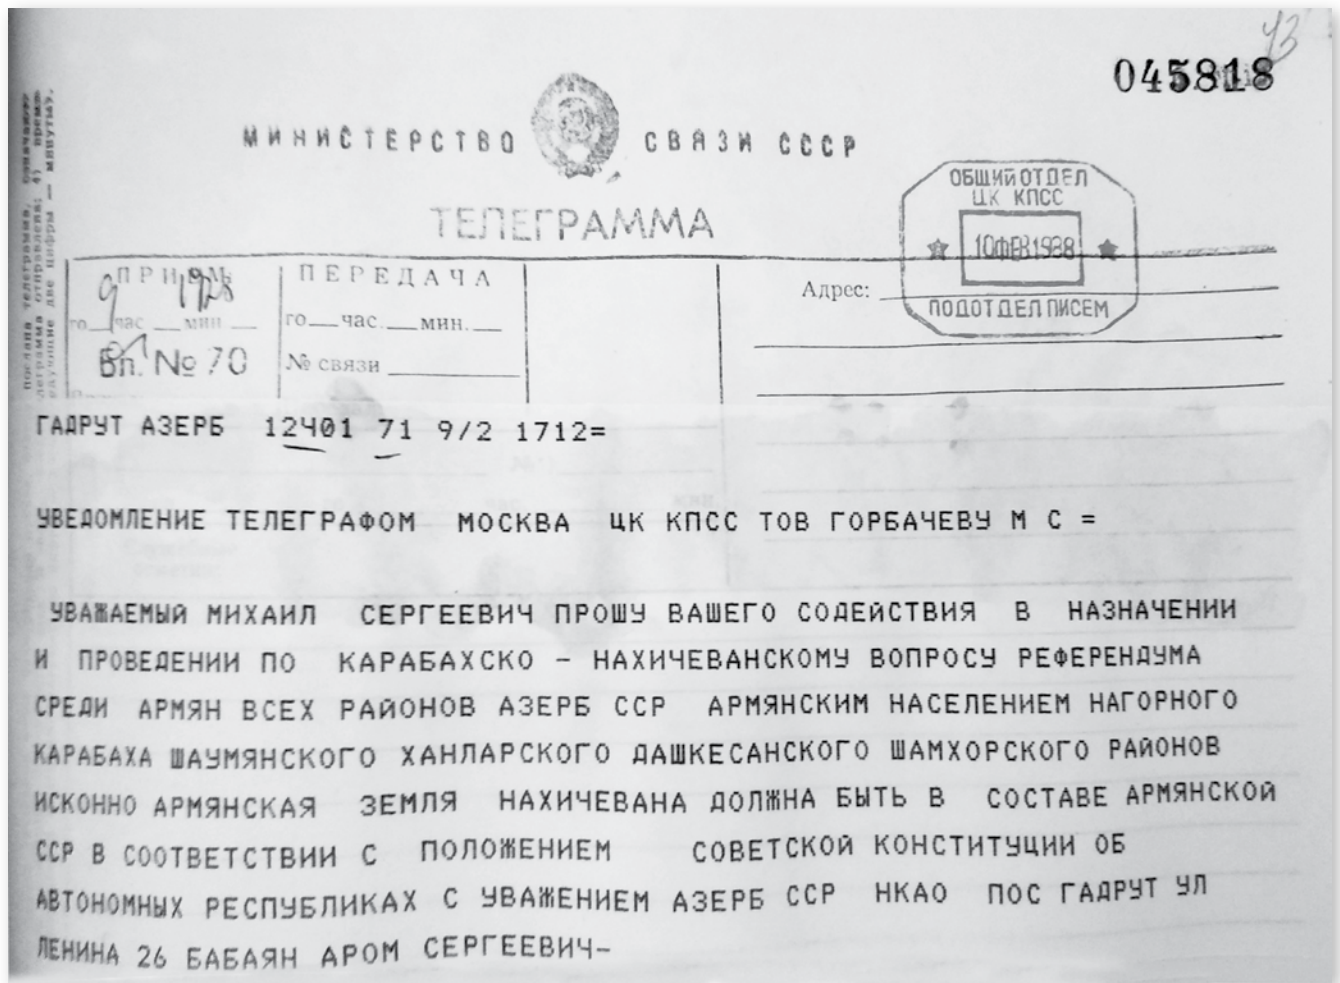 045818
МИНИСТЕРСТВО СВЯЗИ СССР
ТЕЛЕГРАММА
ОБЩИЙ ОТДЕЛ
ЦК КПСС
10 ФЕВ 1988
ПОДОТДЕЛ ПИСЕМ
ПРИЕМ
го час мин.
Вп. № 70
ПЕРЕДАЧА
го час. мин.
№ связи
Адрес:
ГАДРУТ АЗЕРБ 12401 71 9/2 1712=
УВЕДОМЛЕНИЕ ТЕЛЕГРАФОМ МОСКВА ЦК КПСС ТОВ ГОРБАЧЕВУ М С =
УВАЖАЕМЫЙ МИХАИЛ СЕРГЕЕВИЧ ПРОШУ ВАШЕГО СОДЕЙСТВИЯ В НАЗНАЧЕНИИ
И ПРОВЕДЕНИИ ПО КАРАБАХСКО - НАХИЧЕВАНСКОМУ ВОПРОСУ РЕФЕРЕНДУМА
СРЕДИ АРМЯН ВСЕХ РАЙОНОВ АЗЕРБ ССР АРМЯНСКИМ НАСЕЛЕНИЕМ НАГОРНОГО
КАРАБАХА ШАУМЯНСКОГО ХАНЛАРСКОГО ДАШКЕСАНСКОГО ШАМХОРСКОГО РАЙОНОВ
ИСКОННО АРМЯНСКАЯ ЗЕМЛЯ НАХИЧЕВАНА ДОЛЖНА БЫТЬ В СОСТАВЕ АРМЯНСКОЙ
ССР В СООТВЕТСТВИИ С ПОЛОЖЕНИЕМ СОВЕТСКОЙ КОНСТИТУЦИИ ОБ
АВТОНОМНЫХ РЕСПУБЛИКАХ С УВАЖЕНИЕМ АЗЕРБ ССР НКАО ПОС ГАДРУТ УЛ
ЛЕНИНА 26 БАБАЯН АРОМ СЕРГЕЕВИЧ-